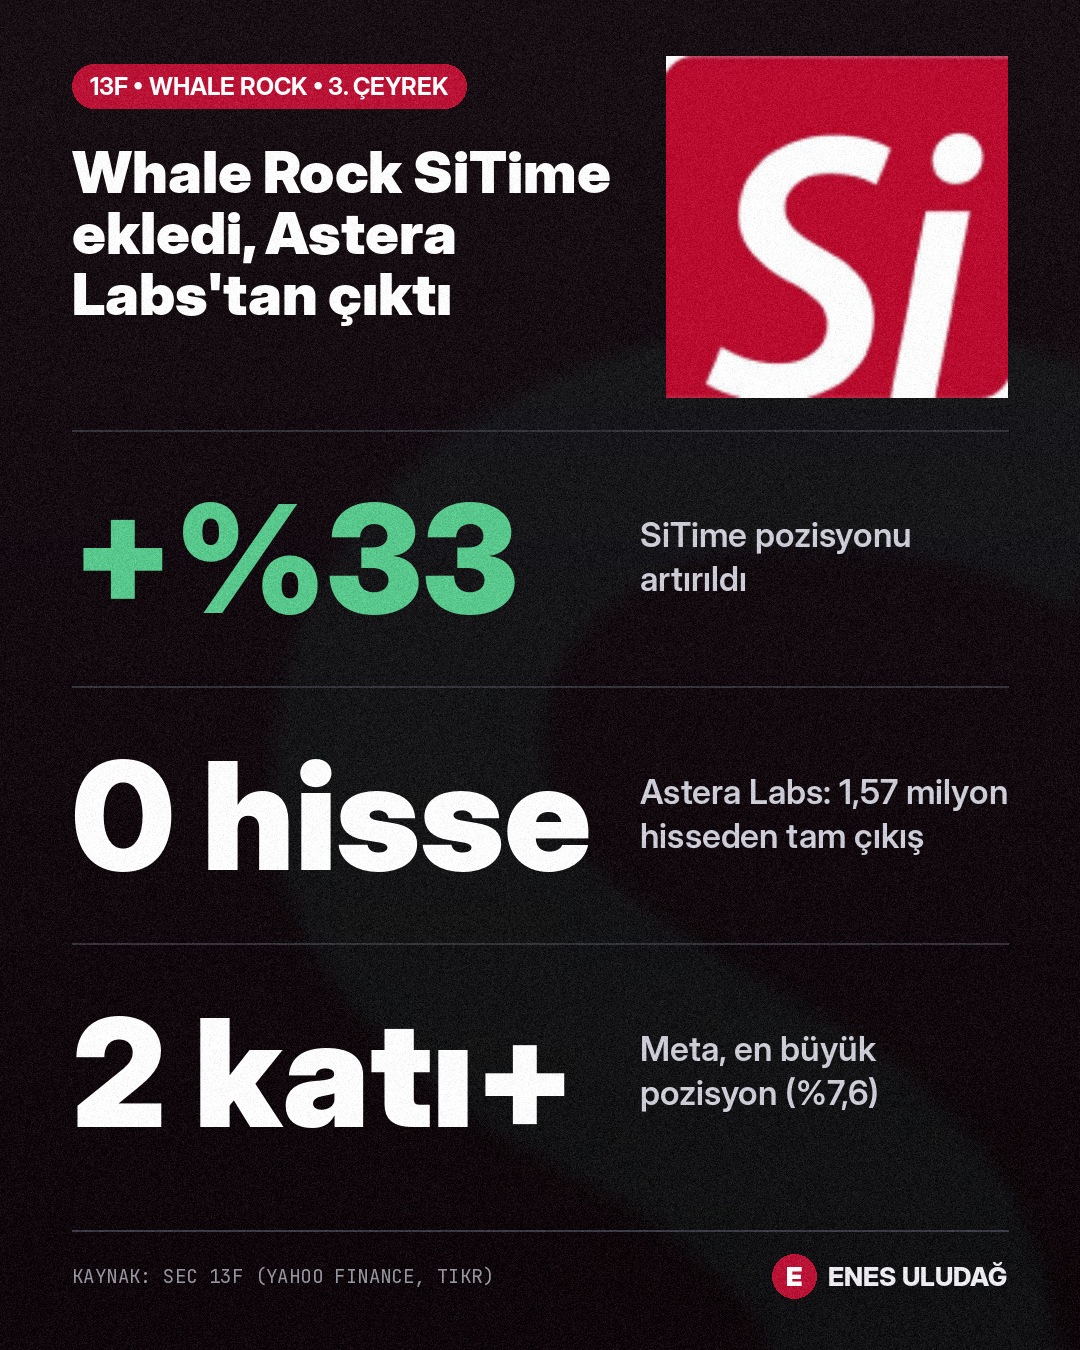 13F • WHALE ROCK • 3. ÇEYREK
Whale Rock SiTime
ekledi, Astera
Labs'tan çıktı
Si
+%33
SiTime pozisyonu
artırıldı
0 hisse
Astera Labs: 1,57 milyon
hisseden tam çıkış
2 katı+
Meta, en büyük
pozisyon (%7,6)
KAYNAK: SEC 13F (YAHOO FINANCE, TIKR)
E ENES ULUDAĞ